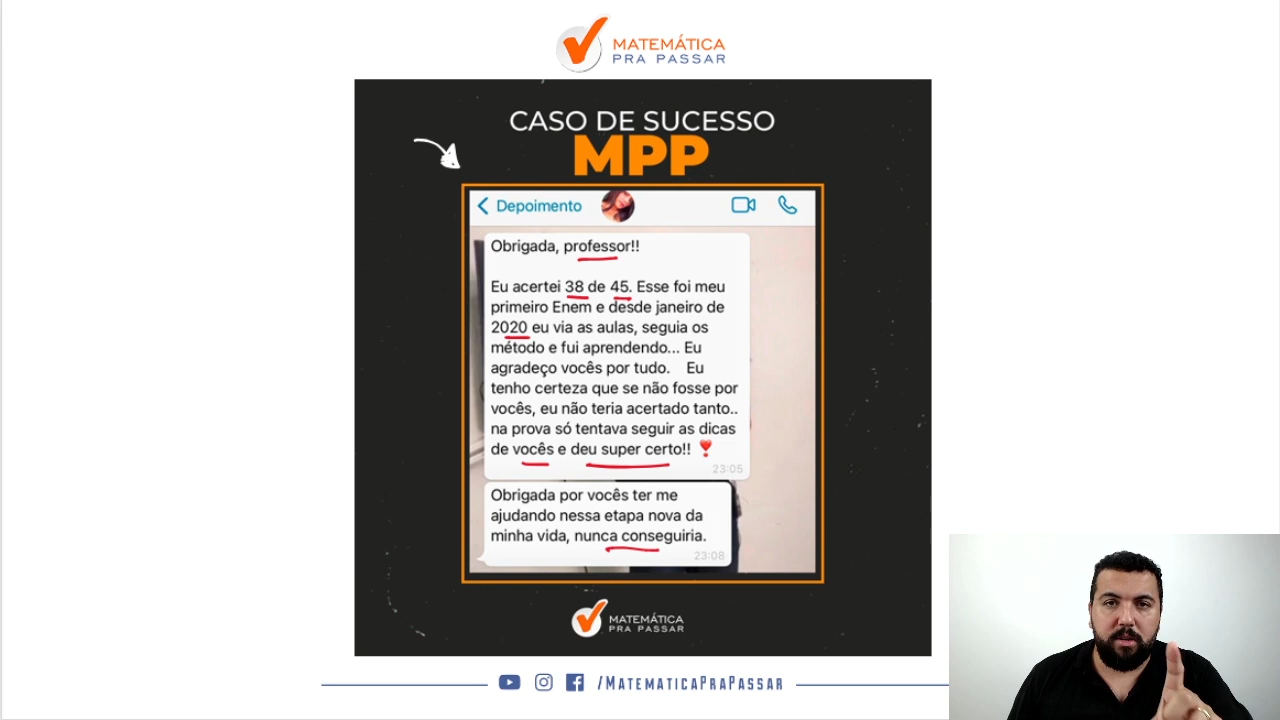 MATEMÁTICA
PRA PASSAR
CASO DE SUCESSO
MPP
Depoimento
Obrigada, professor!!
Eu acertei 38 de 45. Esse foi meu
primeiro Enem e desde janeiro de
2020 eu via as aulas, seguia os
método e fui aprendendo... Eu
agradeço vocês por tudo. Eu
tenho certeza que se não fosse por
vocês, eu não teria acertado tanto..
na prova só tentava seguir as dicas
de vocês e deu super certo!! ❣️
23:05
Obrigada por vocês ter me
ajudando nessa etapa nova da
minha vida, nunca conseguiria.
23:08
MATEMÁTICA
PRA PASSAR
/MATEMATICAPRAPASSAR